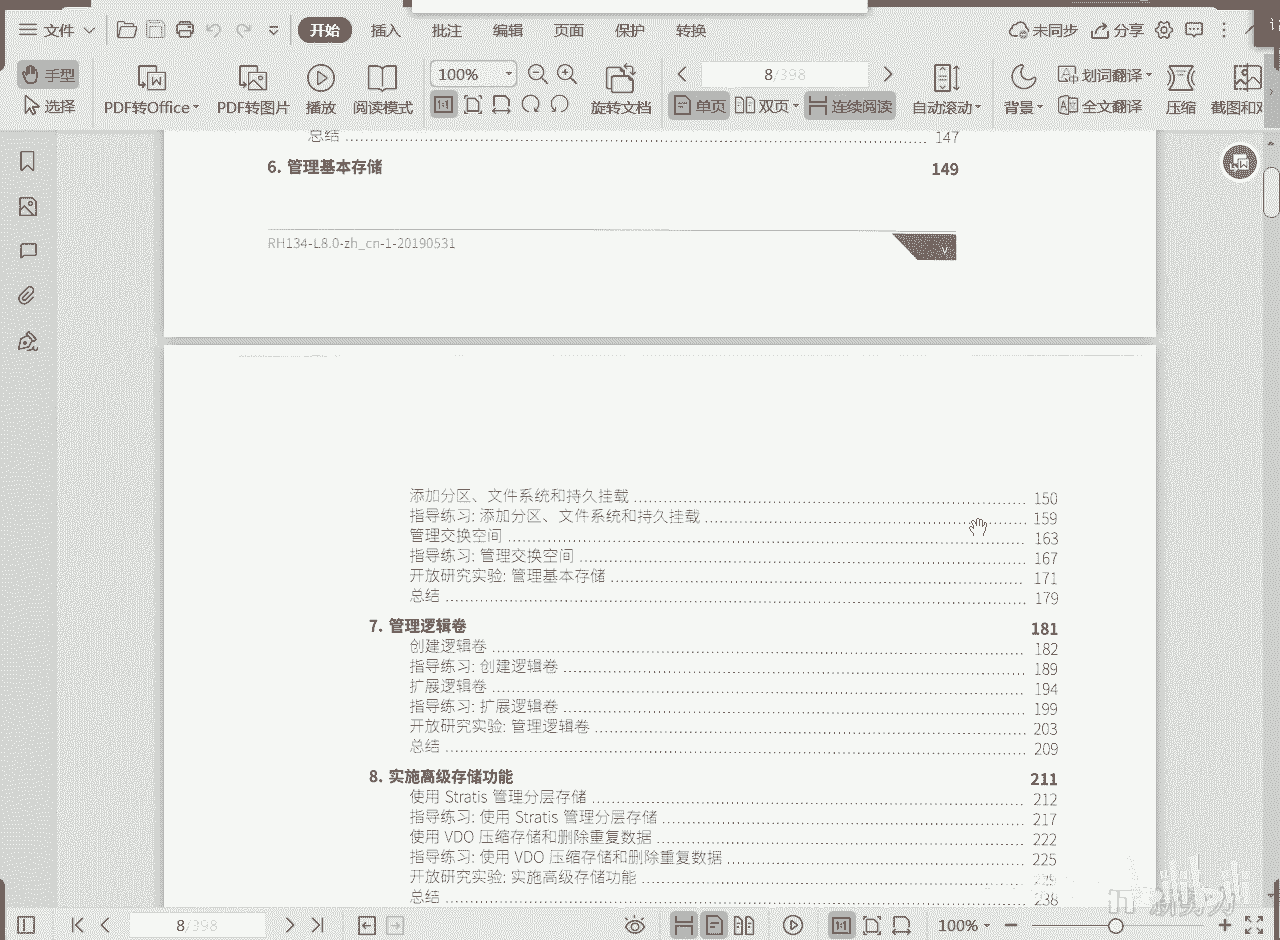 文件 开始 插入 批注 编辑 页面 保护 转换 未同步 分享
手型 选择 PDF转Office PDF转图片 播放 阅读模式 100% 旋转文档 8/398 单页 双页 连续阅读 自动滚动 背景 划词翻译 全文翻译 压缩
总结 147
6. 管理基本存储 149
RH134-L8.0-zh_cn-1-20190531 v
添加分区、文件系统和持久挂载 150
指导练习: 添加分区、文件系统和持久挂载 159
管理交换空间 163
指导练习: 管理交换空间 167
开放研究实验: 管理基本存储 171
总结 179
7. 管理逻辑卷 181
创建逻辑卷 182
指导练习: 创建逻辑卷 189
扩展逻辑卷 194
指导练习: 扩展逻辑卷 199
开放研究实验: 管理逻辑卷 203
总结 209
8. 实施高级存储功能 211
使用 Stratis 管理分层存储 212
指导练习: 使用 Stratis 管理分层存储 217
使用 VDO 压缩存储和删除重复数据 222
指导练习: 使用 VDO 压缩存储和删除重复数据 225
开放研究实验: 实施高级存储功能
总结 238
8/398 100%